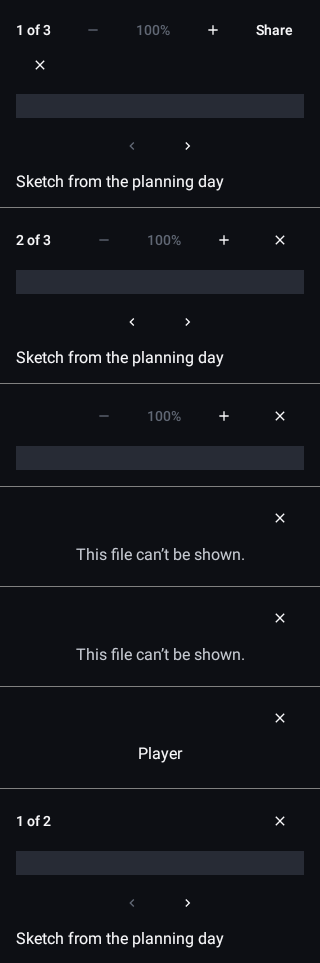 1 of 3 − 100% + Share
×
‹ ›
Sketch from the planning day
2 of 3 − 100% + ×
‹ ›
Sketch from the planning day
− 100% + ×
×
This file can’t be shown.
×
This file can’t be shown.
×
Player
1 of 2 ×
‹ ›
Sketch from the planning day